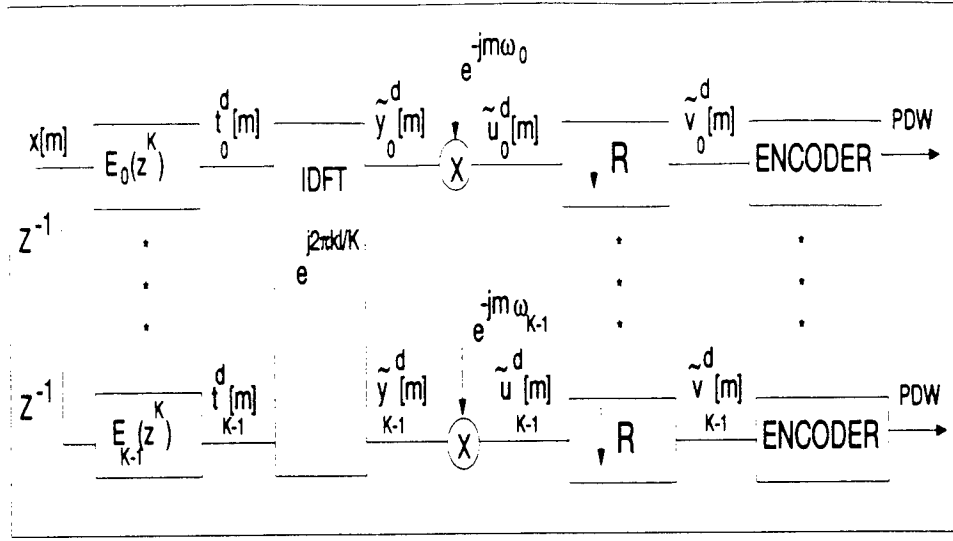 x[m]
E_0(z^K)
t_0^d[m]
IDFT
e^{j2πkd/K}
ỹ_0^d[m]
e^{-jmω_0}
X
ũ_0^d[m]
R
ṽ_0^d[m]
ENCODER
PDW
Z^{-1}
Z^{-1}
E_{K-1}(z^K)
t_{K-1}^d[m]
ỹ_{K-1}^d[m]
e^{-jmω_{K-1}}
X
ũ_{K-1}^d[m]
R
ṽ_{K-1}^d[m]
ENCODER
PDW